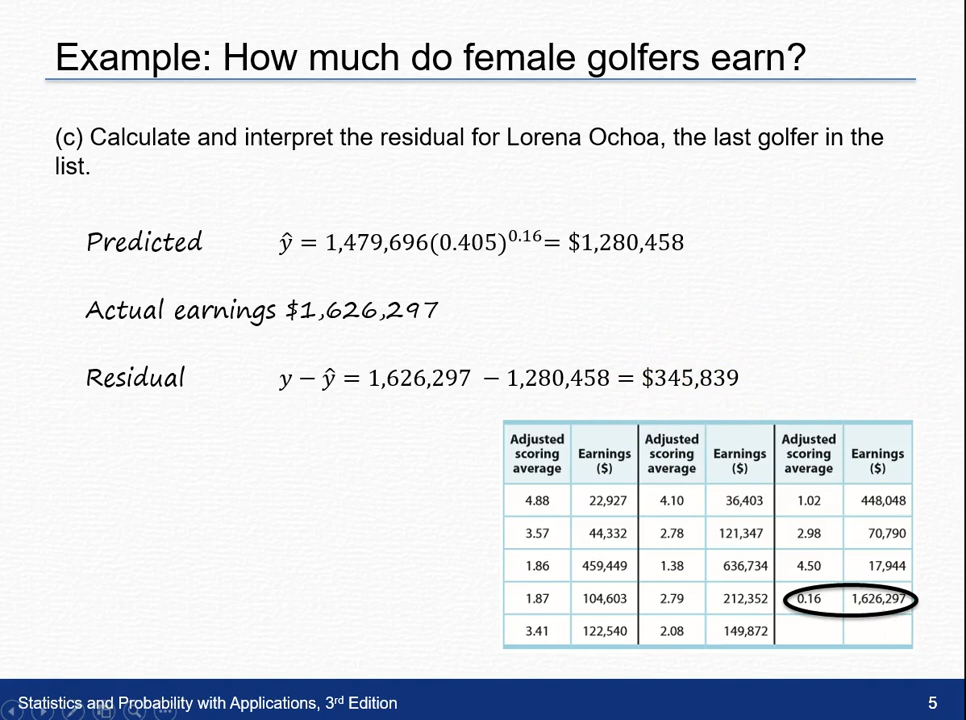 Example: How much do female golfers earn?
(c) Calculate and interpret the residual for Lorena Ochoa, the last golfer in the
list.
Predicted ŷ = 1,479,696(0.405)^0.16 = $1,280,458
Actual earnings $1,626,297
Residual y − ŷ = 1,626,297 − 1,280,458 = $345,839
Adjusted scoring average Earnings ($) Adjusted scoring average Earnings ($) Adjusted scoring average Earnings ($)
4.88 22,927 4.10 36,403 1.02 448,048
3.57 44,332 2.78 121,347 2.98 70,790
1.86 459,449 1.38 636,734 4.50 17,944
1.87 104,603 2.79 212,352 0.16 1,626,297
3.41 122,540 2.08 149,872
Statistics and Probability with Applications, 3rd Edition 5